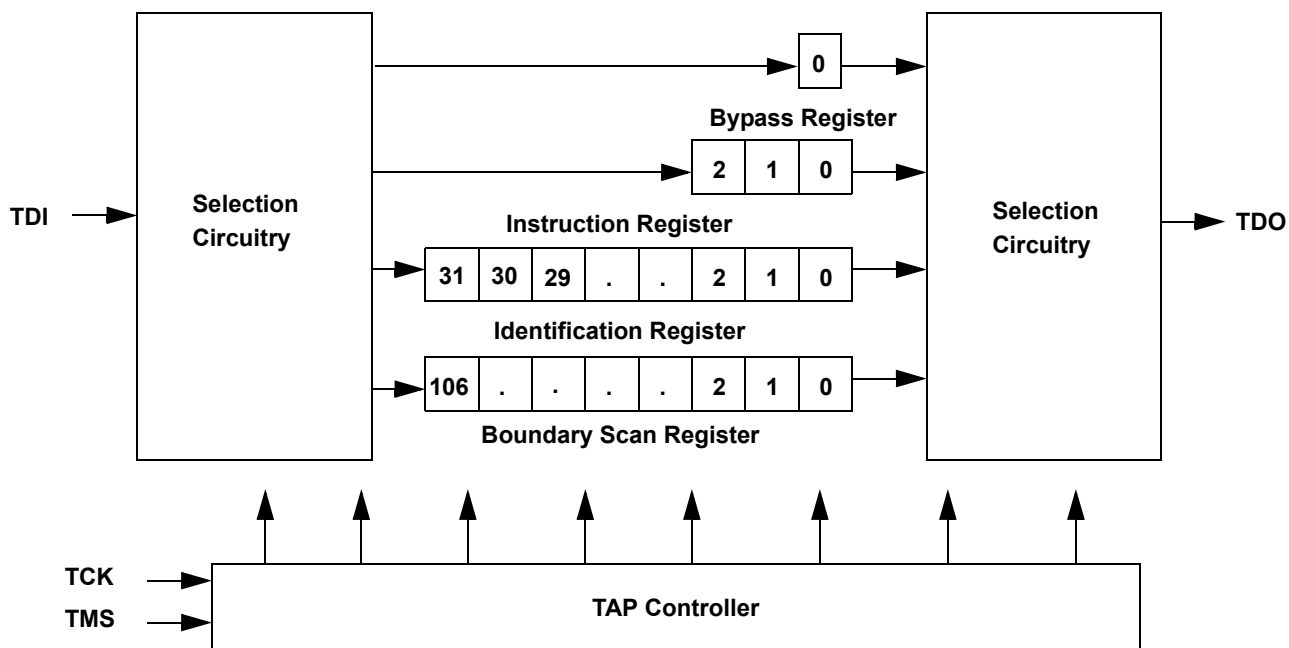 0
Bypass Register
2 1 0
TDI
Selection
Circuitry
Selection
Circuitry
TDO
Instruction Register
31 30 29 . . 2 1 0
Identification Register
106 . . . . 2 1 0
Boundary Scan Register
TCK
TMS
TAP Controller